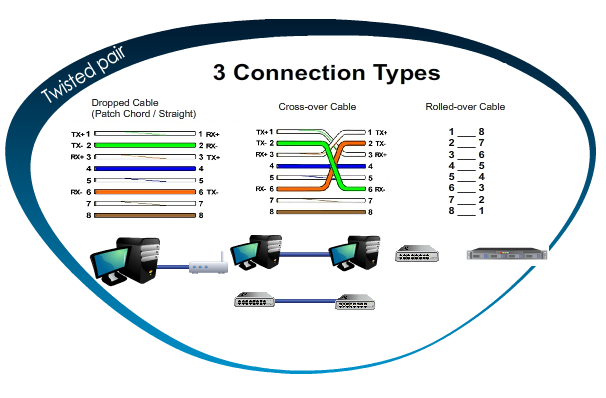 Twisted pair
3 Connection Types
Dropped Cable
(Patch Chord / Straight)
TX+ 1 1 RX+
TX- 2 2 RX-
RX+ 3 3 TX+
4 4
5 5
RX- 6 6 TX-
7 7
8 8
Cross-over Cable
TX+ 1 1 TX+
TX- 2 2 TX-
RX+ 3 3 RX+
4 4
5 5
RX- 6 6 RX-
7 7
8 8
Rolled-over Cable
1 ___ 8
2 ___ 7
3 ___ 6
4 ___ 5
5 ___ 4
6 ___ 3
7 ___ 2
8 ___ 1